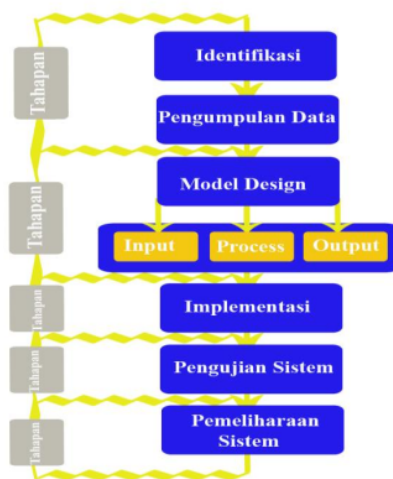 Tahapan
Identifikasi
Pengumpulan Data
Tahapan
Model Design
Input
Process
Output
Tahapan
Implementasi
Tahapan
Pengujian Sistem
Tahapan
Pemeliharaan
Sistem